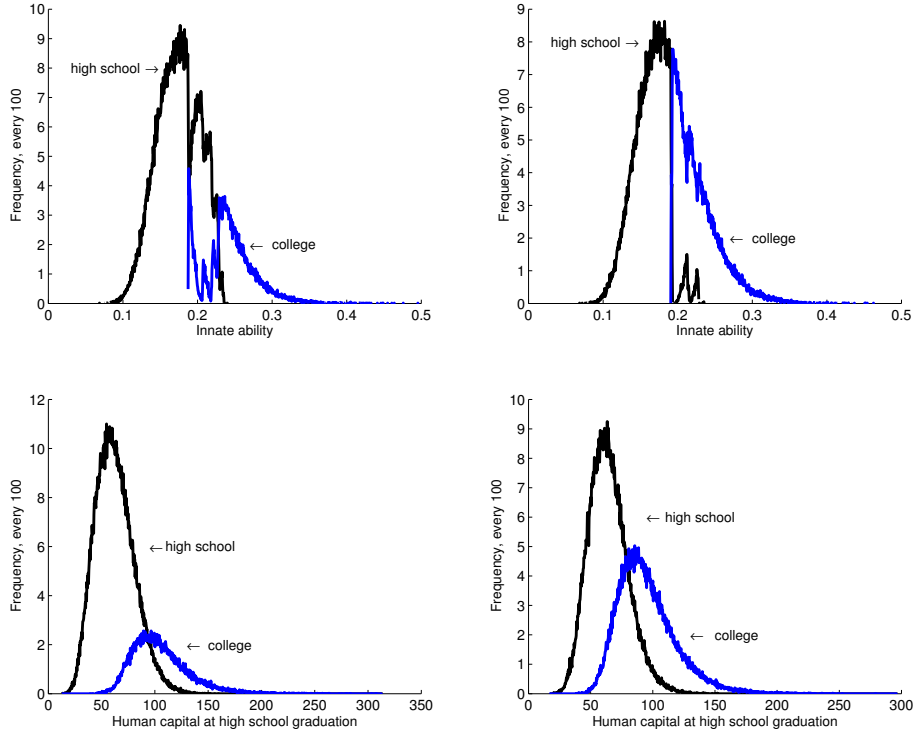 10
9
8
7
6
5
4
3
2
1
0
Frequency, every 100
high school →
← college
0 0.1 0.2 0.3 0.4 0.5
Innate ability
9
8
7
6
5
4
3
2
1
0
Frequency, every 100
high school →
← college
0 0.1 0.2 0.3 0.4 0.5
Innate ability
12
10
8
6
4
2
0
Frequency, every 100
← high school
← college
0 50 100 150 200 250 300 350
Human capital at high school graduation
10
9
8
7
6
5
4
3
2
1
0
Frequency, every 100
← high school
← college
0 50 100 150 200 250 300
Human capital at high school graduation